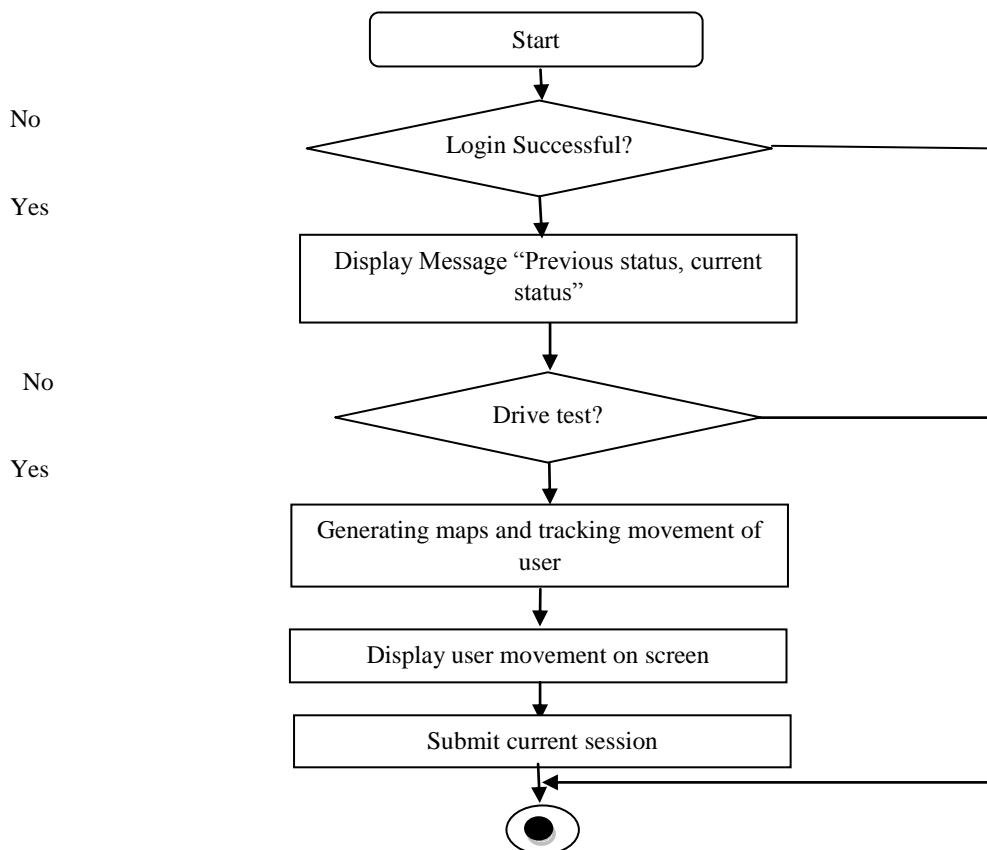 Start
No
Login Successful?
Yes
Display Message “Previous status, current
status”
No
Drive test?
Yes
Generating maps and tracking movement of
user
Display user movement on screen
Submit current session